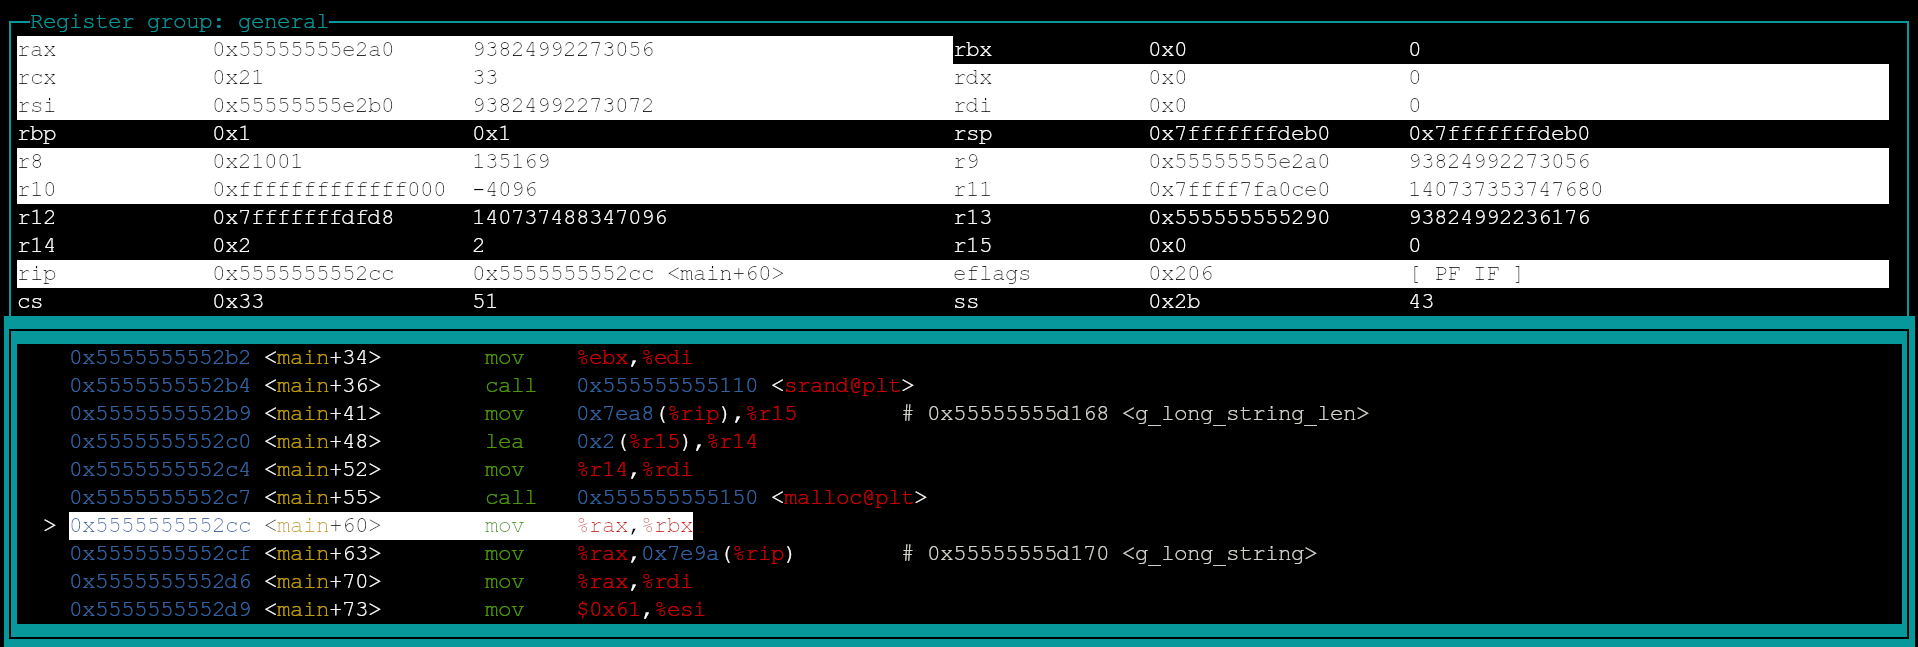 Register group: general
rax 0x55555555e2a0 93824992273056 rbx 0x0 0
rcx 0x21 33 rdx 0x0 0
rsi 0x55555555e2b0 93824992273072 rdi 0x0 0
rbp 0x1 0x1 rsp 0x7fffffffdeb0 0x7fffffffdeb0
r8 0x21001 135169 r9 0x55555555e2a0 93824992273056
r10 0xfffffffffffff000 -4096 r11 0x7ffff7fa0ce0 140737353747680
r12 0x7fffffffdfd8 140737488347096 r13 0x555555555290 93824992236176
r14 0x2 2 r15 0x0 0
rip 0x5555555552cc 0x5555555552cc <main+60> eflags 0x206 [ PF IF ]
cs 0x33 51 ss 0x2b 43
0x5555555552b2 <main+34> mov %ebx,%edi
0x5555555552b4 <main+36> call 0x555555555110 <srand@plt>
0x5555555552b9 <main+41> mov 0x7ea8(%rip),%r15 # 0x55555555d168 <g_long_string_len>
0x5555555552c0 <main+48> lea 0x2(%r15),%r14
0x5555555552c4 <main+52> mov %r14,%rdi
0x5555555552c7 <main+55> call 0x555555555150 <malloc@plt>
> 0x5555555552cc <main+60> mov %rax,%rbx
0x5555555552cf <main+63> mov %rax,0x7e9a(%rip) # 0x55555555d170 <g_long_string>
0x5555555552d6 <main+70> mov %rax,%rdi
0x5555555552d9 <main+73> mov $0x61,%esi